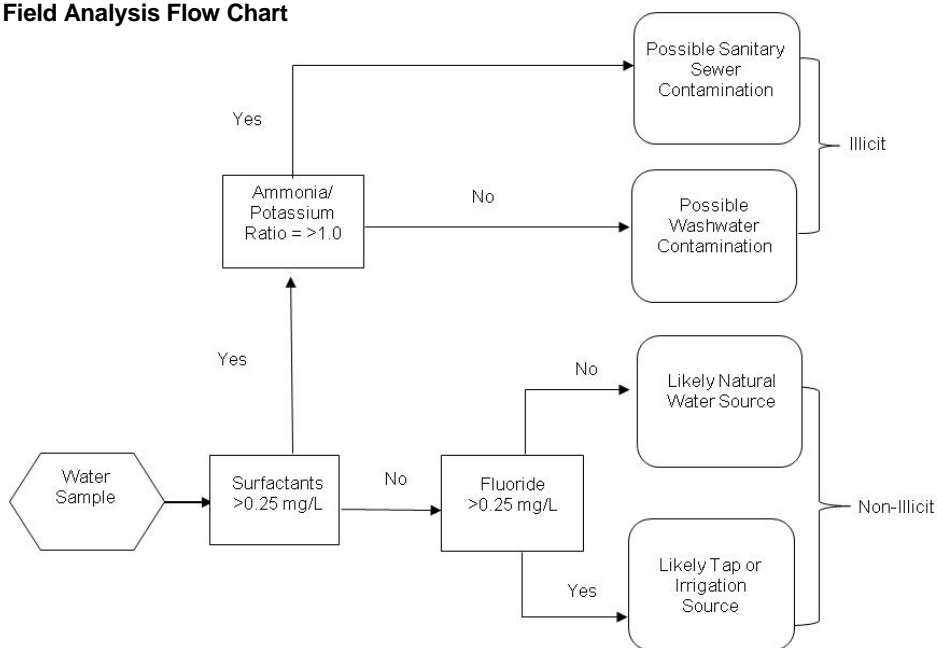 Field Analysis Flow Chart
Possible Sanitary
Sewer
Contamination
Yes
Illicit
Ammonia/
Potassium
Ratio = >1.0
No
Possible
Washwater
Contamination
Yes
No
Likely Natural
Water Source
Water
Sample
Surfactants
>0.25 mg/L
No
Fluoride
>0.25 mg/L
Non-Illicit
Yes
Likely Tap or
Irrigation
Source